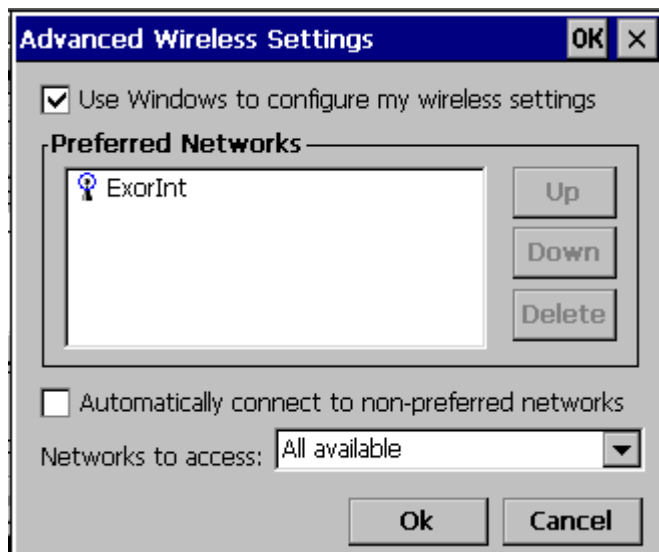 Advanced Wireless Settings OK ×
Use Windows to configure my wireless settings
Preferred Networks
ExorInt
Up
Down
Delete
Automatically connect to non-preferred networks
Networks to access: All available
Ok Cancel